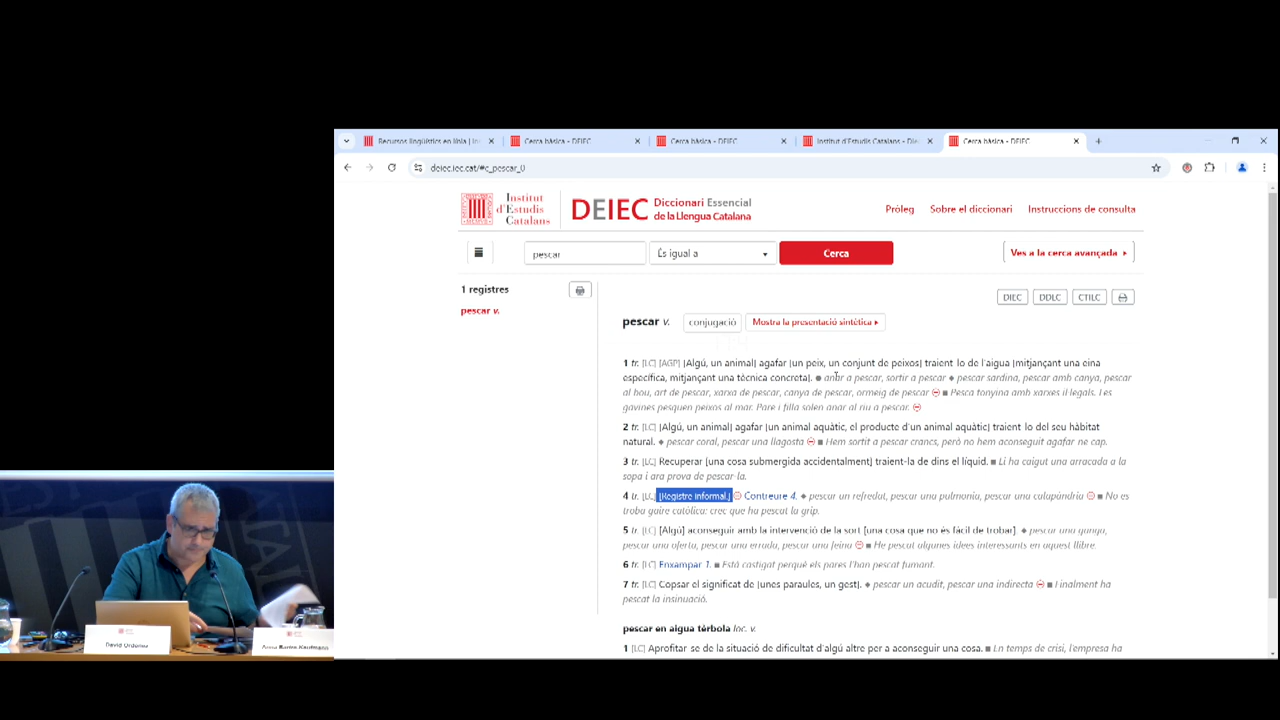 Recursos lingüístics en línia | In
Cerca bàsica - DEIEC
Cerca bàsica - DEIEC
Institut d'Estudis Catalans - Di
Cerca bàsica - DEIEC
deiec.iec.cat/#c_pescar_0
Institut
d'Estudis
Catalans
DEIEC
Diccionari Essencial
de la Llengua Catalana
Pròleg
Sobre el diccionari
Instruccions de consulta
pescar
És igual a
Cerca
Ves a la cerca avançada
1 registres
pescar v.
DIEC
DDLC
CTILC
pescar v.
conjugació
Mostra la presentació sintètica
1 tr. [LC] [AGP] [Algú, un animal] agafar [un peix, un conjunt de peixos] traient-lo de l'aigua [mitjançant una eina
específica, mitjançant una tècnica concreta]. ● anar a pescar, sortir a pescar ◆ pescar sardina, pescar amb canya, pescar
al bou, art de pescar, xarxa de pescar, canya de pescar, ormeig de pescar ■ Pesca tonyina amb xarxes il·legals. Les
gavines pesquen peixos al mar. Pare i filla solen anar al riu a pescar.
2 tr. [LC] [Algú, un animal] agafar [un animal aquàtic, el producte d'un animal aquàtic] traient-lo del seu hàbitat
natural. ◆ pescar coral, pescar una llagosta ■ Hem sortit a pescar crancs, però no hem aconseguit agafar-ne cap.
3 tr. [LC] Recuperar [una cosa submergida accidentalment] traient-la de dins el líquid. ■ Li ha caigut una arracada a la
sopa i ara prova de pescar-la.
4 tr. [LC] [Registre informal.] Contreure 4. ◆ pescar un refredat, pescar una pulmonia, pescar una calapàndria ■ No es
troba gaire catòlica: crec que ha pescat la grip.
5 tr. [LC] [Algú] aconseguir amb la intervenció de la sort [una cosa que no és fàcil de trobar]. ◆ pescar una ganga,
pescar una oferta, pescar una errada, pescar una feina ■ He pescat algunes idees interessants en aquest llibre.
6 tr. [LC] Enxampar 1. ■ Està castigat perquè els pares l'han pescat fumant.
7 tr. [LC] Copsar el significat de [unes paraules, un gest]. ◆ pescar un acudit, pescar una indirecta ■ Finalment ha
pescat la insinuació.
pescar en aigua tèrbola loc. v.
1 [LC] Aprofitar-se de la situació de dificultat d'algú altre per a aconseguir una cosa. ■ En temps de crisi, l'empresa ha
David
Anna